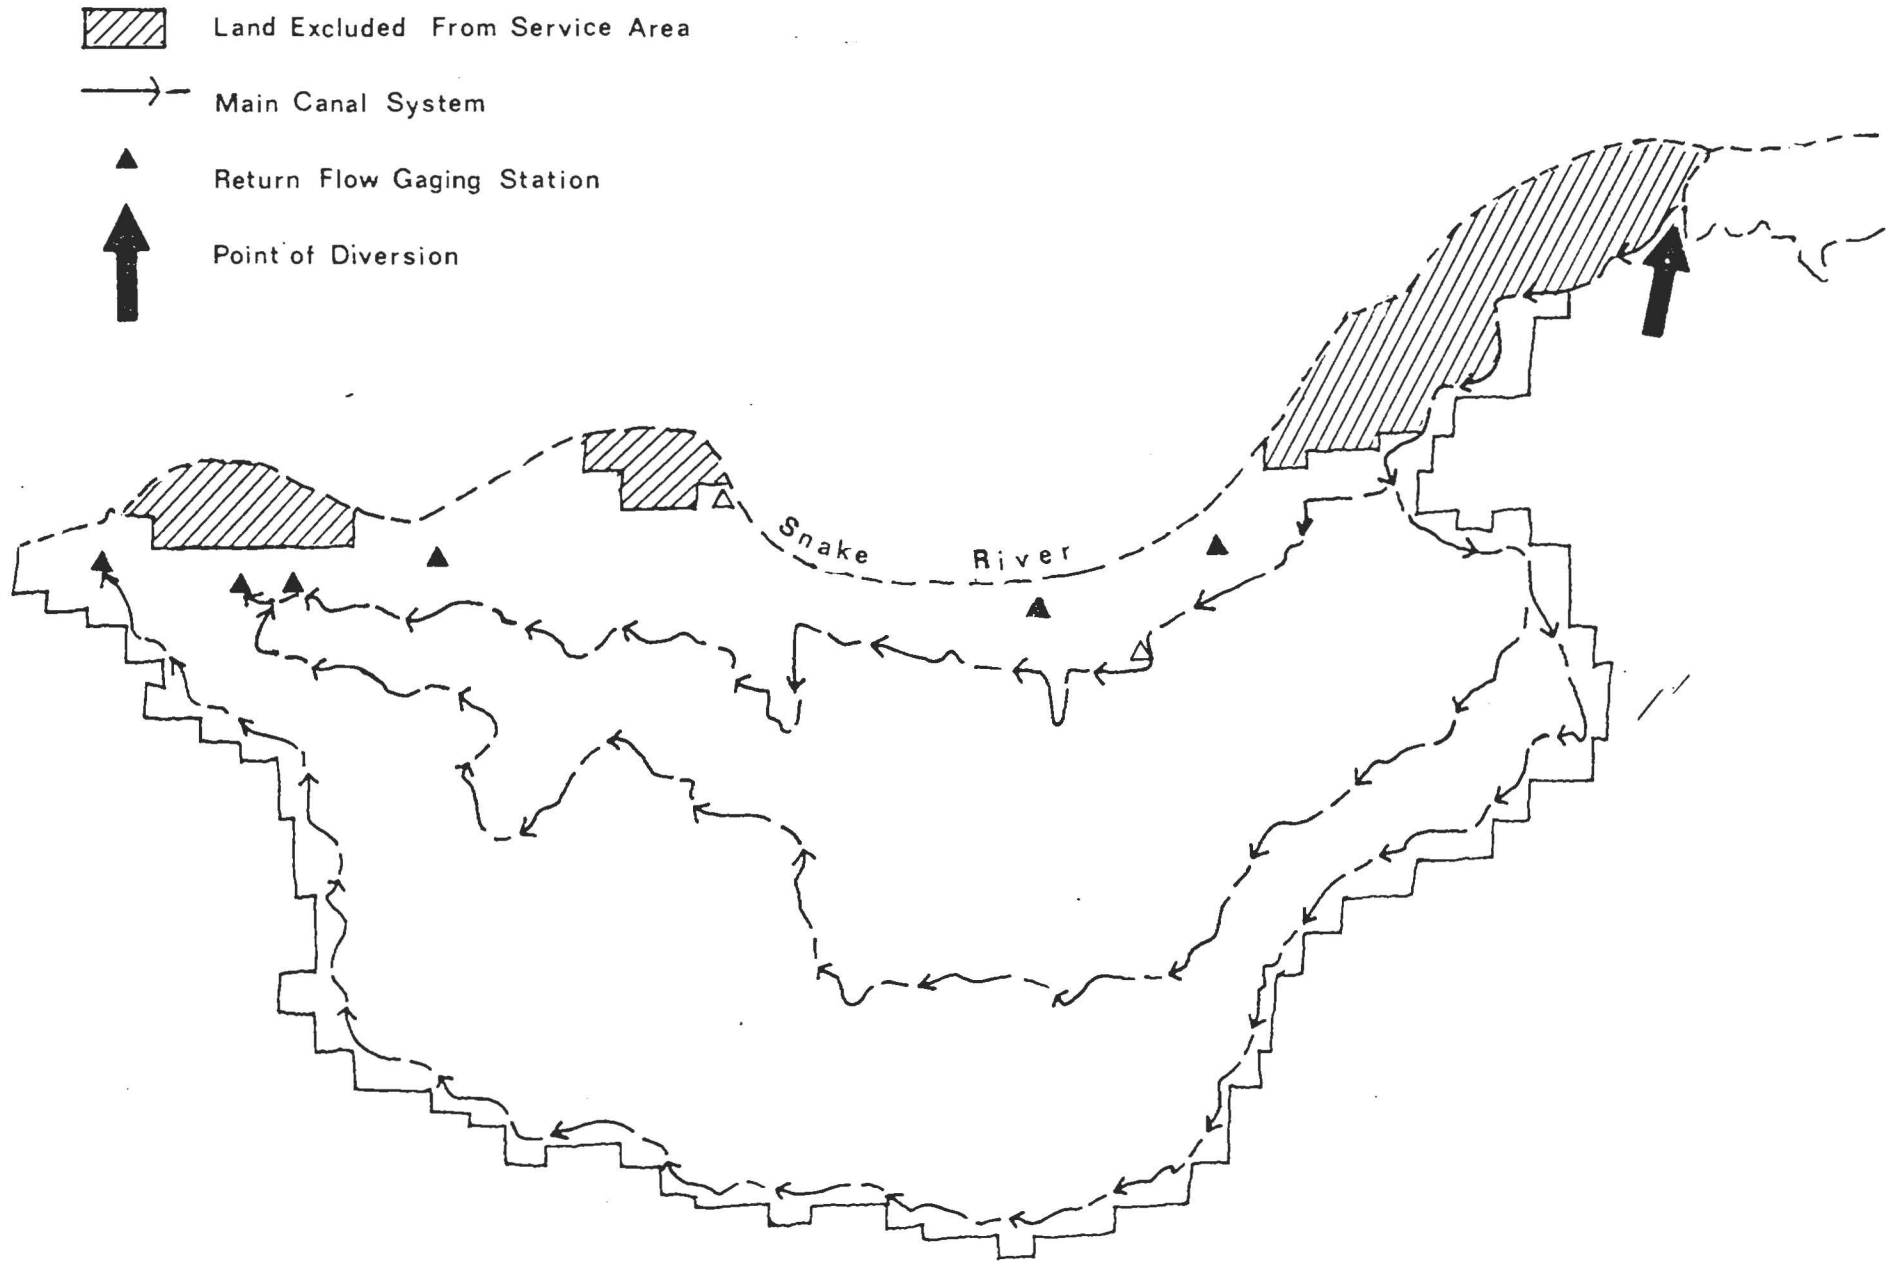 Land Excluded From Service Area
Main Canal System
Return Flow Gaging Station
Point of Diversion
Snake River